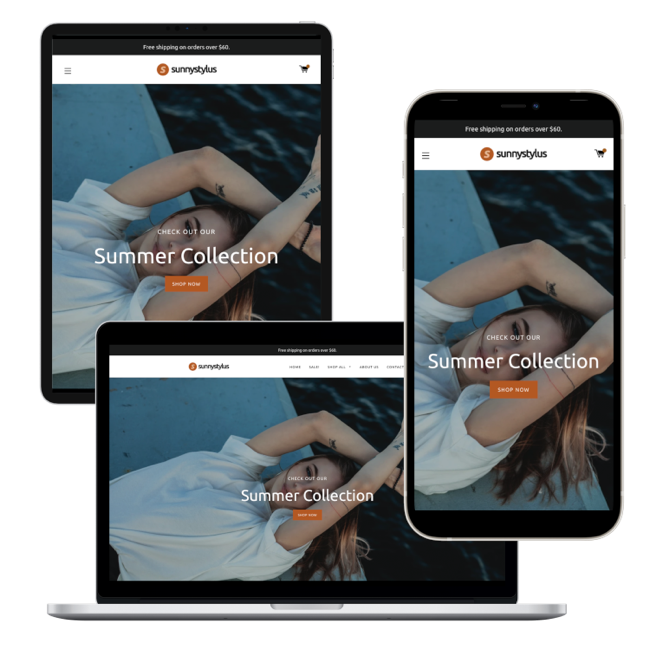 Free shipping on orders over $60.
sunnystylus
CHECK OUT OUR
Summer Collection
SHOP NOW
Free shipping on orders over $60.
sunnystylus
CHECK OUT OUR
Summer Collection
SHOP NOW
Free shipping on orders over $60.
sunnystylus HOME SALE! SHOP ALL ABOUT US CONTACT
CHECK OUT OUR
Summer Collection
SHOP NOW